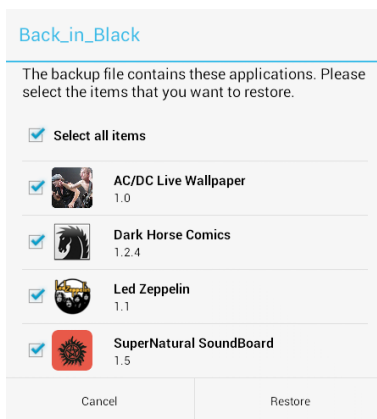 Back_in_Black
The backup file contains these applications. Please
select the items that you want to restore.
Select all items
AC/DC Live Wallpaper
1.0
Dark Horse Comics
1.2.4
Led Zeppelin
1.1
SuperNatural SoundBoard
1.5
Cancel
Restore